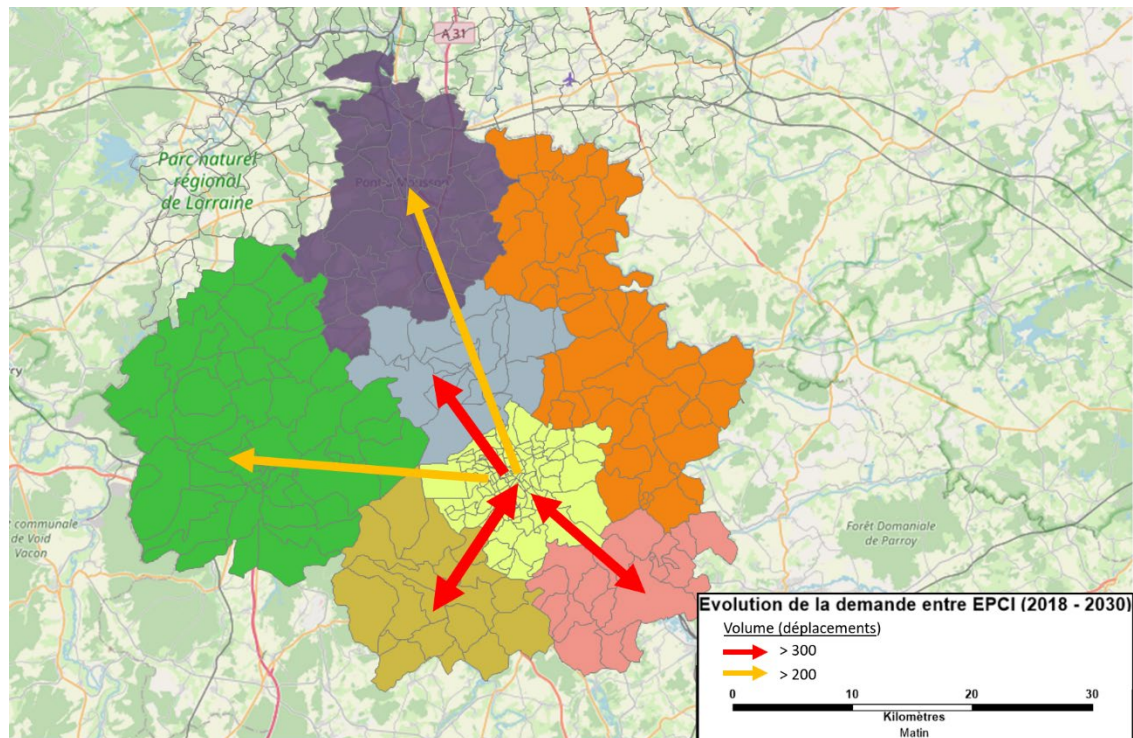 A 31
Parc naturel
régional
de Lorraine
Pont-à-Mousson
communale
de Void
Vacon
Forêt Domaniale
de Parroy
Evolution de la demande entre EPCI (2018 - 2030)
Volume (déplacements)
> 300
> 200
0 10 20 30
Kilomètres
Matin